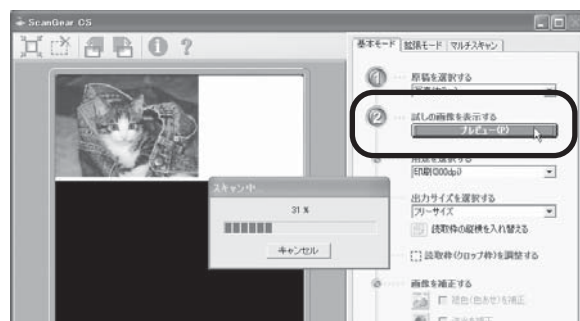 ScanGear CS
基本モード
拡張モード
マルチスキャン
① 原稿を選択する
② 試しの画像を表示する
プレビュー(P)
用途を選択する
印刷(300dpi)
出力サイズを選択する
フリーサイズ
読取枠の縦横を入れ替える
読取枠(クロップ枠)を調整する
画像を補正する
褪色(色あせ)を補正
スキャン中...
31 %
キャンセル